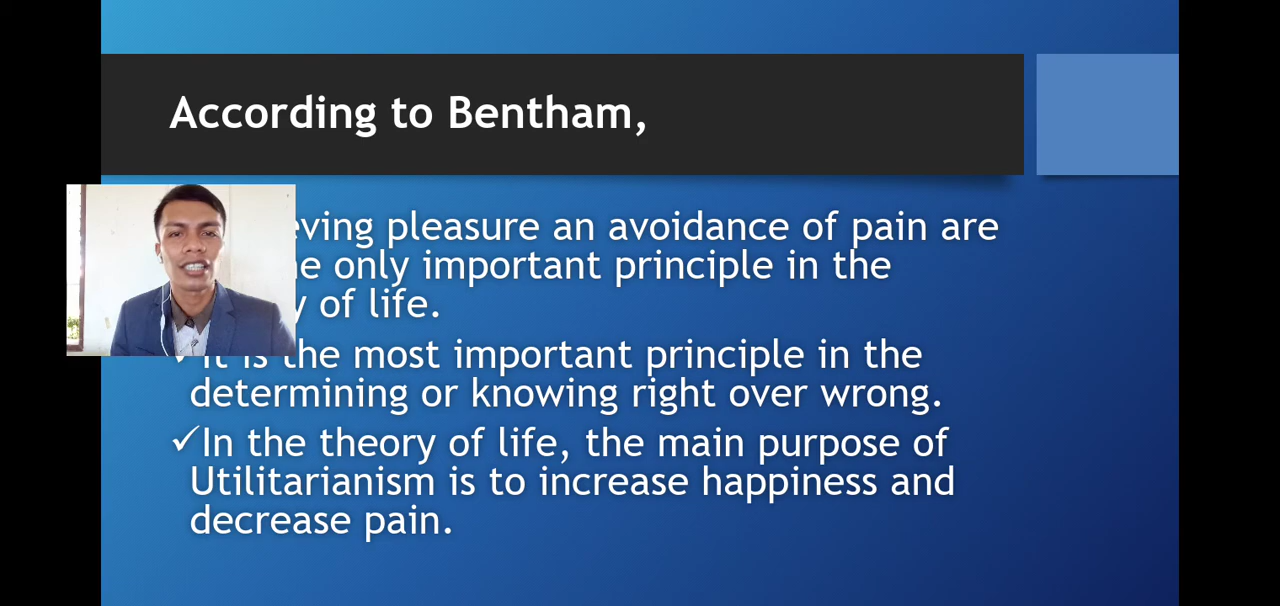 According to Bentham,
pleasure an avoidance of pain are
only important principle in the
of life.
✓It is the most important principle in the
determining or knowing right over wrong.
✓In the theory of life, the main purpose of
Utilitarianism is to increase happiness and
decrease pain.